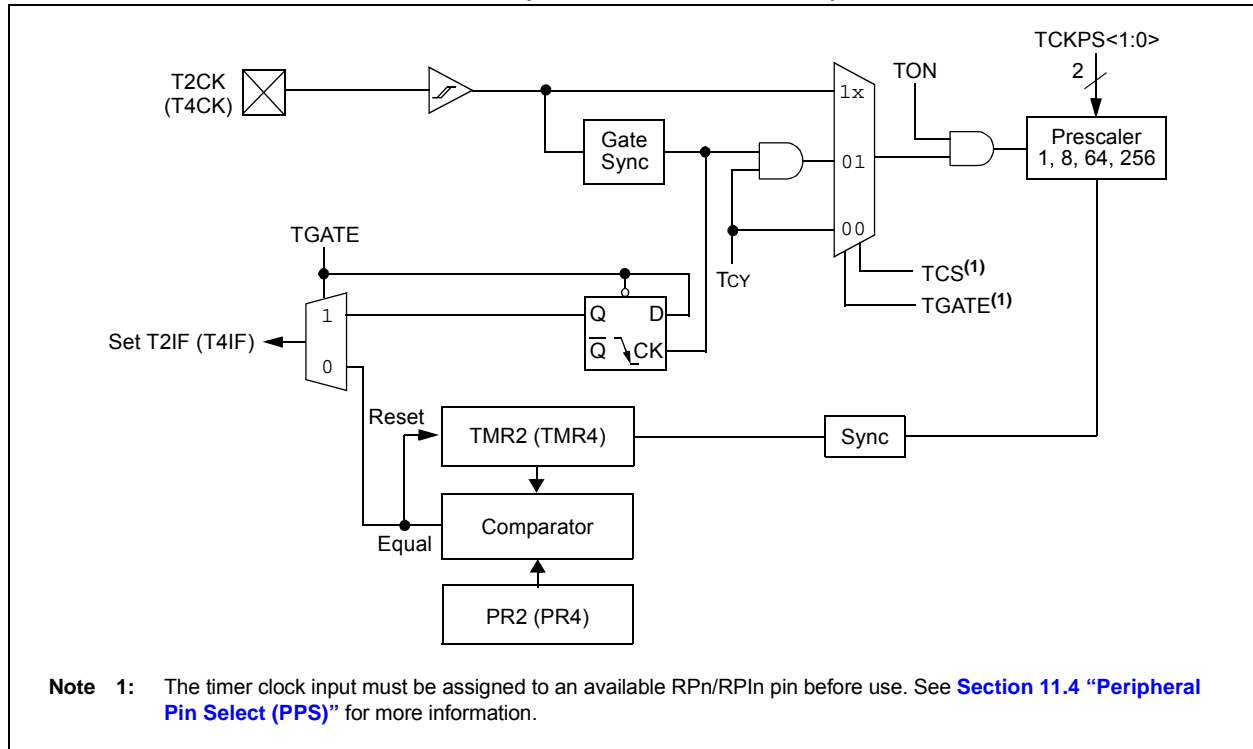 TCKPS<1:0>
2
T2CK
(T4CK)
TON
1x
Prescaler
1, 8, 64, 256
Gate
Sync
01
00
TGATE
TCY
TCS(1)
TGATE(1)
1
Q
D
Set T2IF (T4IF)
Q
CK
0
Reset
TMR2 (TMR4)
Sync
Comparator
Equal
PR2 (PR4)
Note 1: The timer clock input must be assigned to an available RPn/RPIn pin before use. See Section 11.4 “Peripheral
Pin Select (PPS)” for more information.